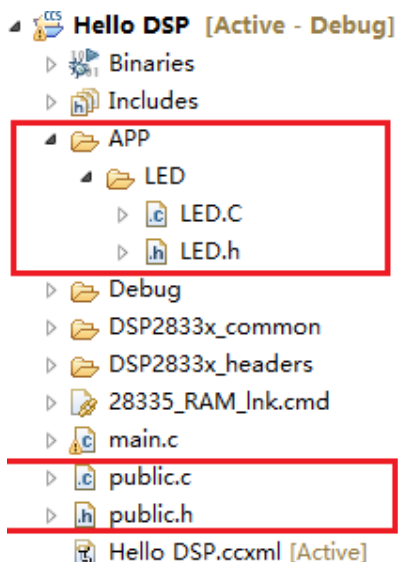 CCS Hello DSP [Active - Debug]
Binaries
h Includes
APP
LED
.c LED.C
.h LED.h
Debug
DSP2833x_common
DSP2833x_headers
28335_RAM_lnk.cmd
c main.c
.c public.c
.h public.h
Hello DSP.ccxml [Active]